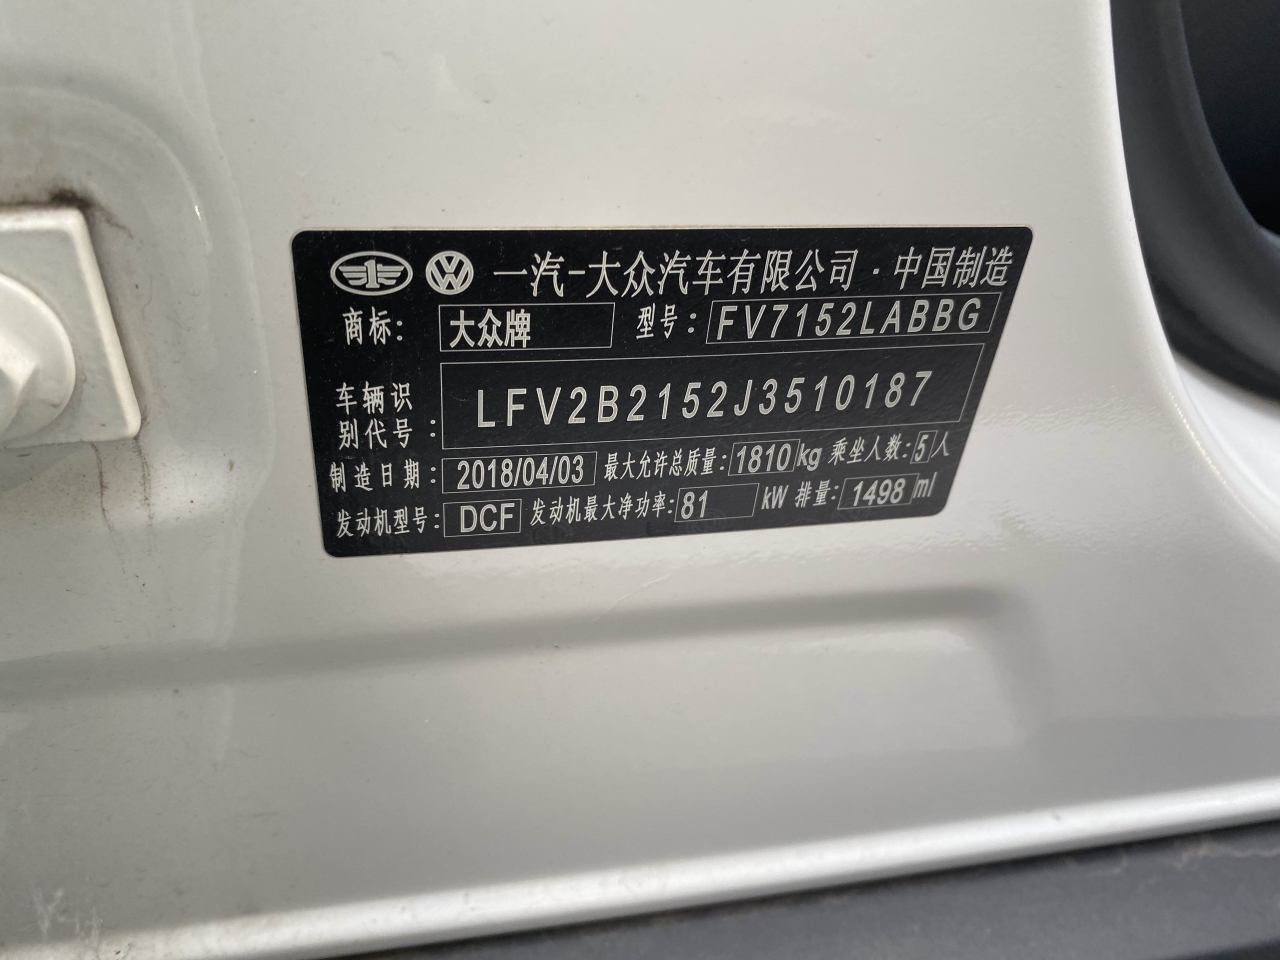 一汽-大众汽车有限公司·中国制造
商标: 大众牌 型号: FV7152LABBG
车辆识
别代号: LFV2B2152J3510187
制造日期: 2018/04/03 最大允许总质量: 1810 kg 乘坐人数: 5 人
发动机型号: DCF 发动机最大净功率: 81 kW 排量: 1498 ml